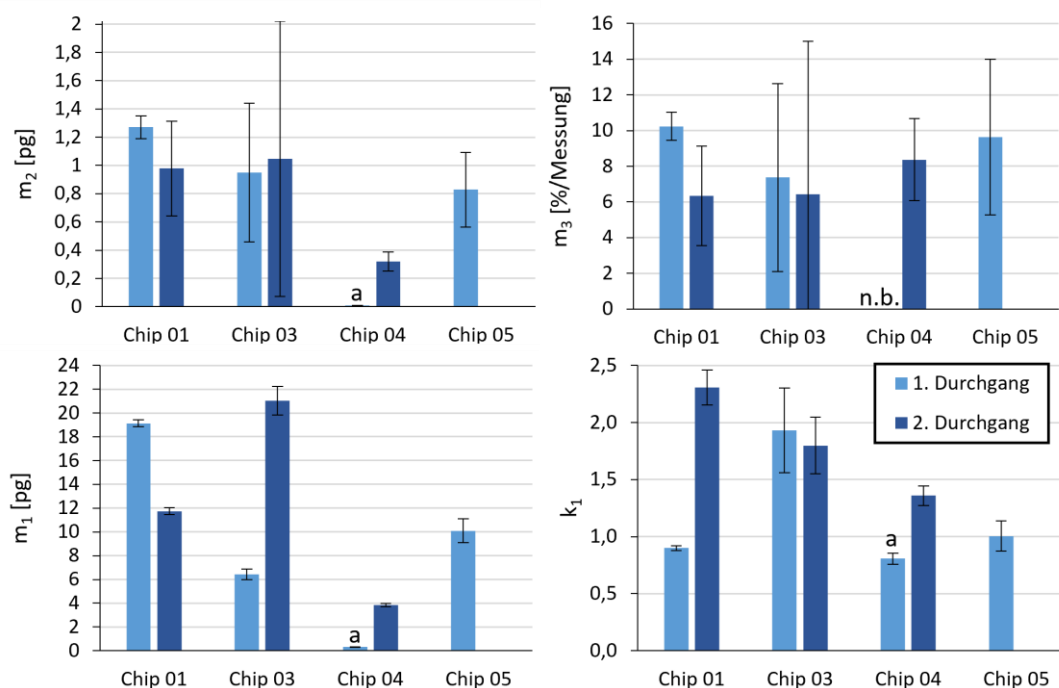 m2 [pg]
2
1,8
1,6
1,4
1,2
1
0,8
0,6
0,4
0,2
0
a
Chip 01 Chip 03 Chip 04 Chip 05
m3 [%/Messung]
16
14
12
10
8
6
4
2
0
n.b.
Chip 01 Chip 03 Chip 04 Chip 05
m1 [pg]
24
22
20
18
16
14
12
10
8
6
4
2
0
a
Chip 01 Chip 03 Chip 04 Chip 05
k1
2,5
2,0
1,5
1,0
0,5
0,0
a
1. Durchgang
2. Durchgang
Chip 01 Chip 03 Chip 04 Chip 05